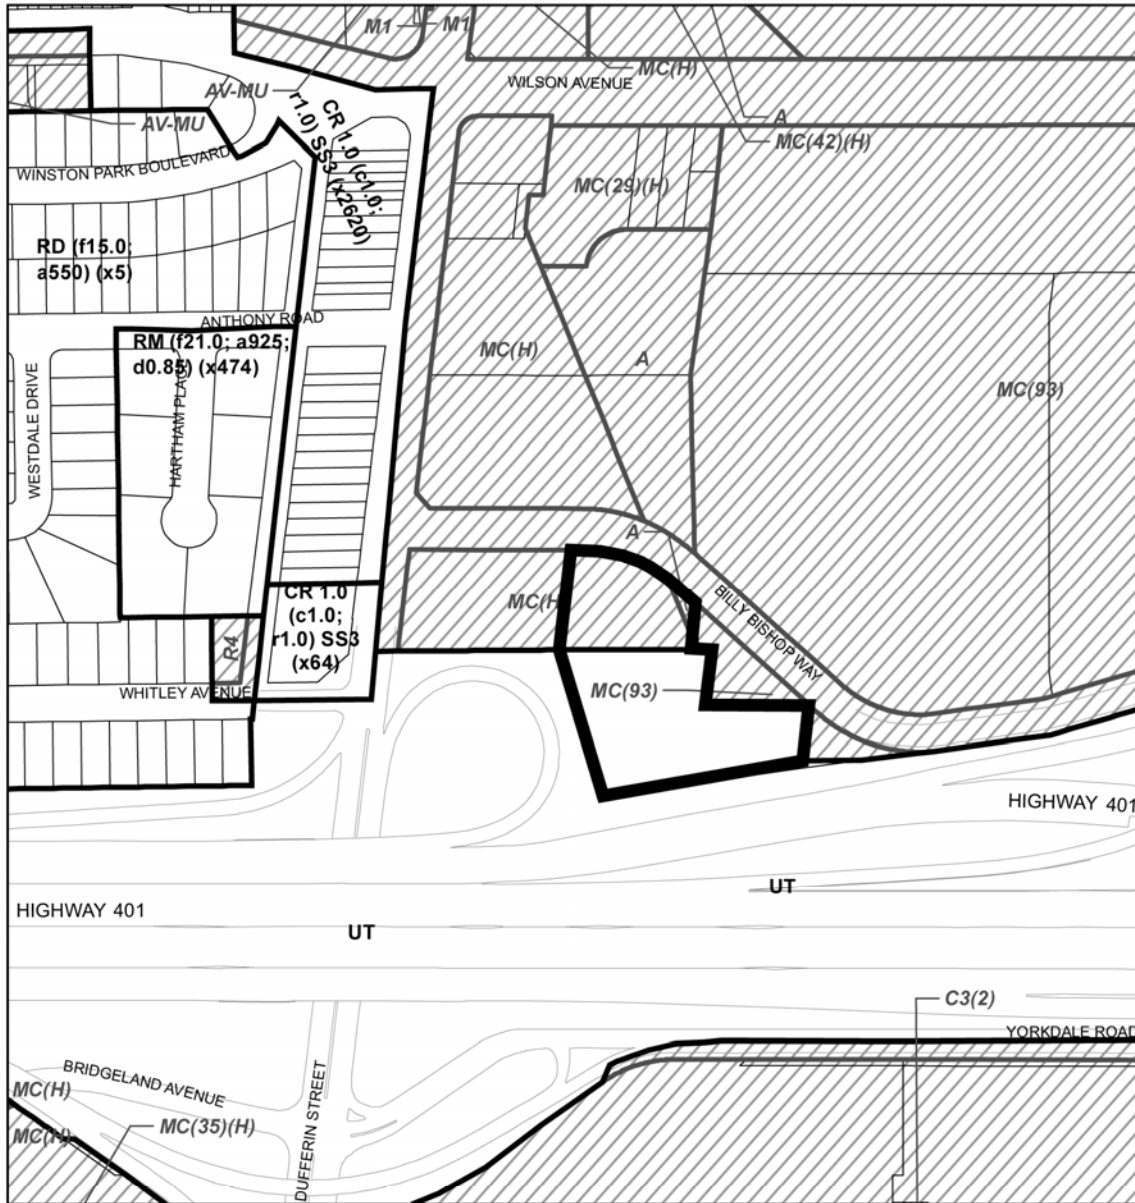 M1
M1
MC(H)
WILSON AVENUE
AV-MU
A
AV-MU
MC(42)(H)
CR 1.0 (c1.0;
r1.0) SS3 (x2620)
WINSTON PARK BOULEVARD
MC(29)(H)
RD (f15.0;
a550) (x5)
ANTHONY ROAD
RM (f21.0; a925;
d0.85) (x474)
MC(H)
A
MC(93)
WESTDALE DRIVE
HARTHAM PLACE
A
CR 1.0
(c1.0;
r1.0) SS3
(x64)
MC(H
BILLY BISHOP WAY
R4
WHITLEY AVENUE
MC(93)
HIGHWAY 401
UT
HIGHWAY 401
UT
C3(2)
YORKDALE ROAD
BRIDGELAND AVENUE
MC(H)
MC(35)(H)
MC(H)
DUFFERIN STREET